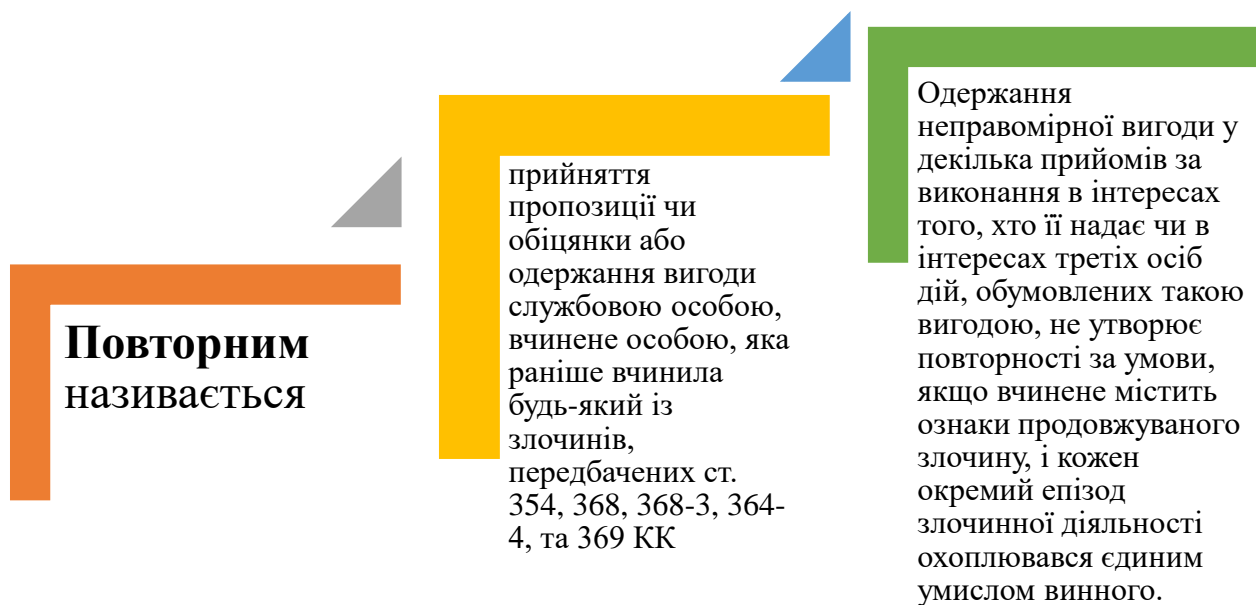 Повторним
називається
прийняття
пропозиції чи
обіцянки або
одержання вигоди
службовою особою,
вчинене особою, яка
раніше вчинила
будь-який із
злочинів,
передбачених ст.
354, 368, 368-3, 364-
4, та 369 КК
Одержання
неправомірної вигоди у
декілька прийомів за
виконання в інтересах
того, хто її надає чи в
інтересах третіх осіб
дій, обумовлених такою
вигодою, не утворює
повторності за умови,
якщо вчинене містить
ознаки продовжуваного
злочину, і кожен
окремий епізод
злочинної діяльності
охоплювався єдиним
умислом винного.